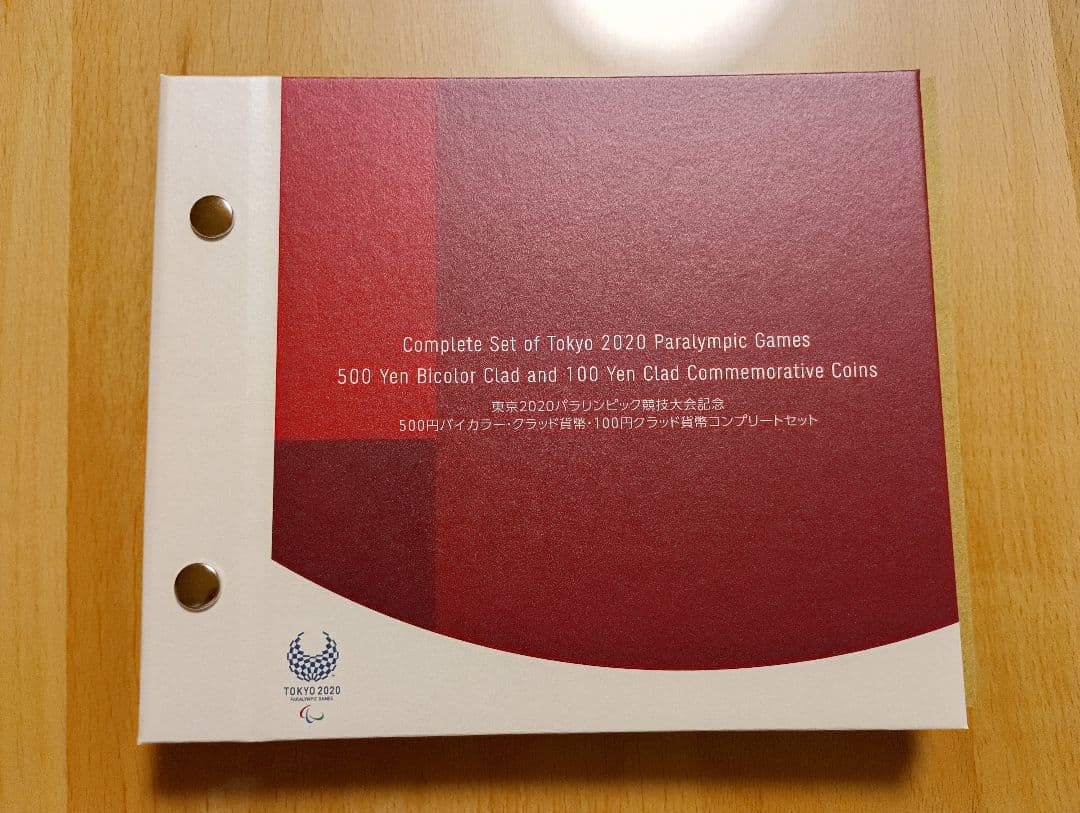 Complete Set of Tokyo 2020 Paralympic Games
500 Yen Bicolor Clad and 100 Yen Clad Commemorative Coins
東京2020パラリンピック競技大会記念
500円バイカラー・クラッド貨幣・100円クラッド貨幣コンプリートセット
TOKYO 2020
PARALYMPIC GAMES